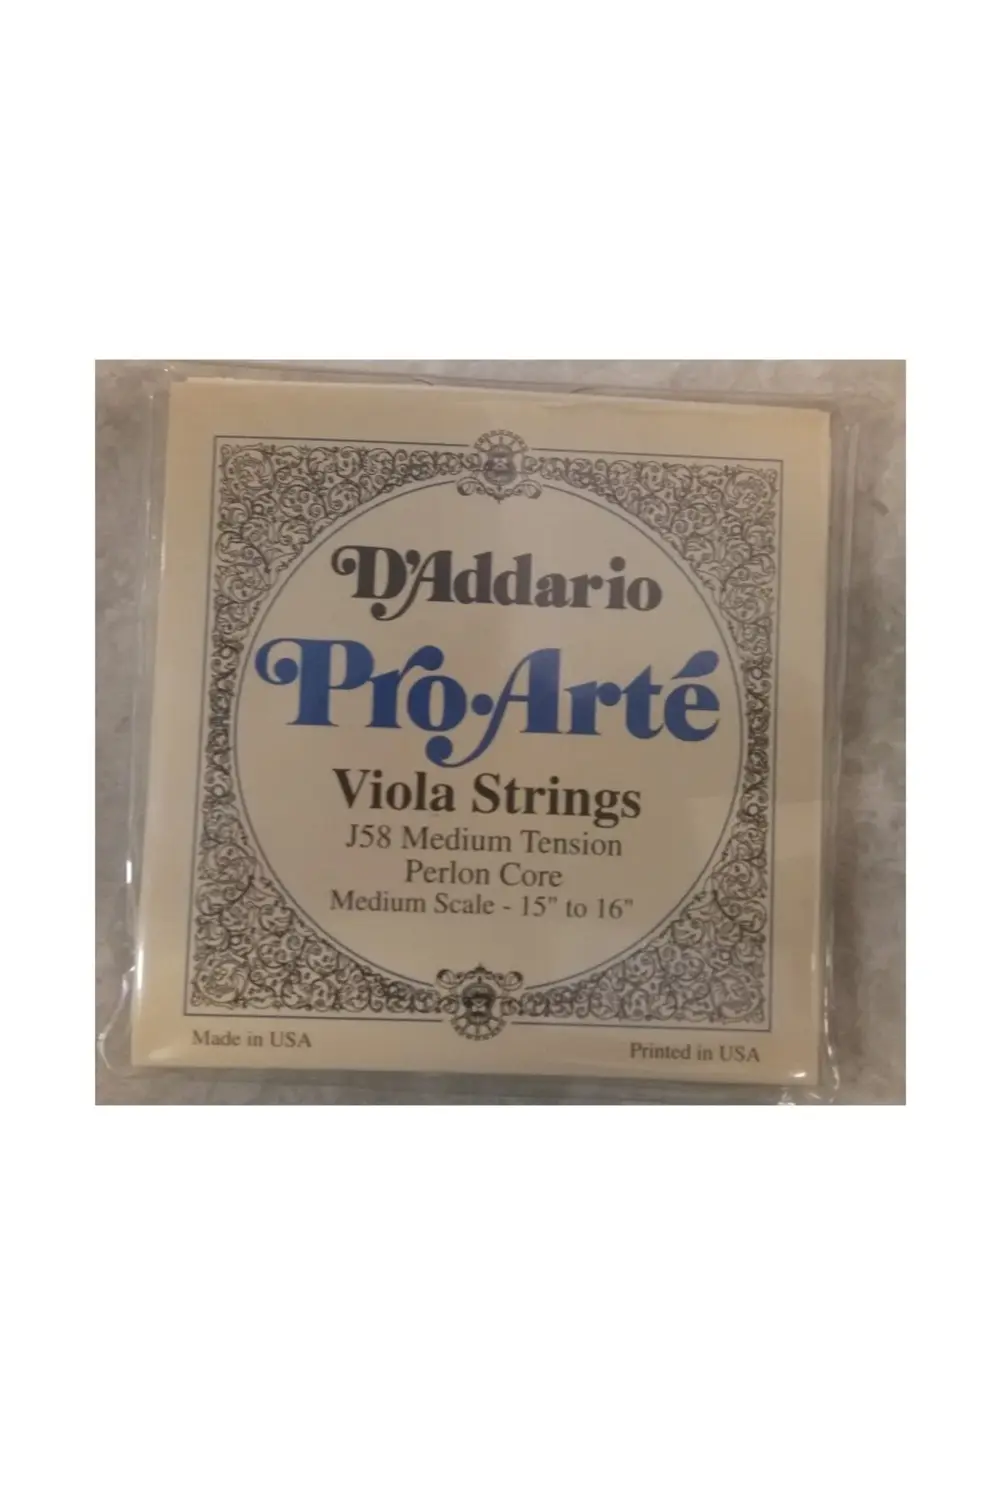 D'Addario
Pro·Arté
Viola Strings
J58 Medium Tension
Perlon Core
Medium Scale - 15" to 16"
Made in USA
Printed in USA